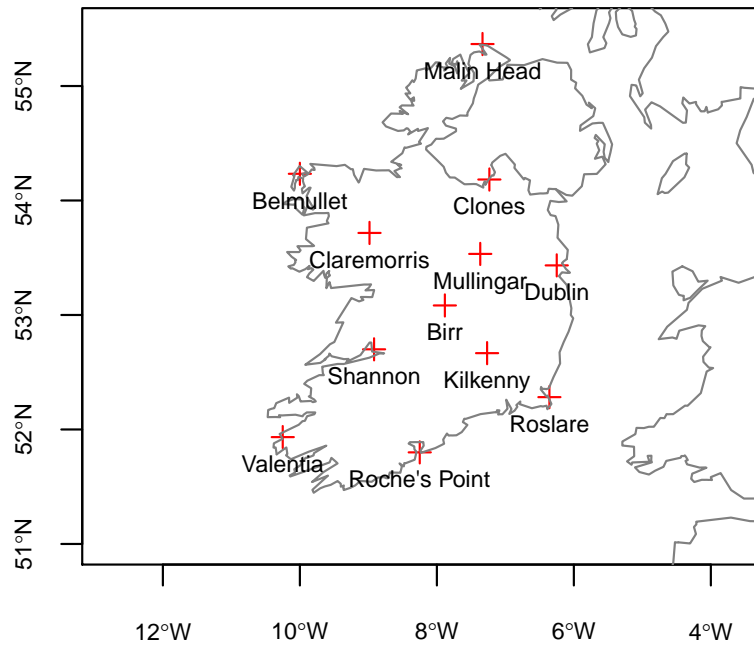 55°N
Malin Head
54°N
Belmullet
Clones
Claremorris
Mullingar
Dublin
53°N
Birr
Shannon
Kilkenny
52°N
Roslare
Valentia
Roche's Point
51°N
12°W 10°W 8°W 6°W 4°W